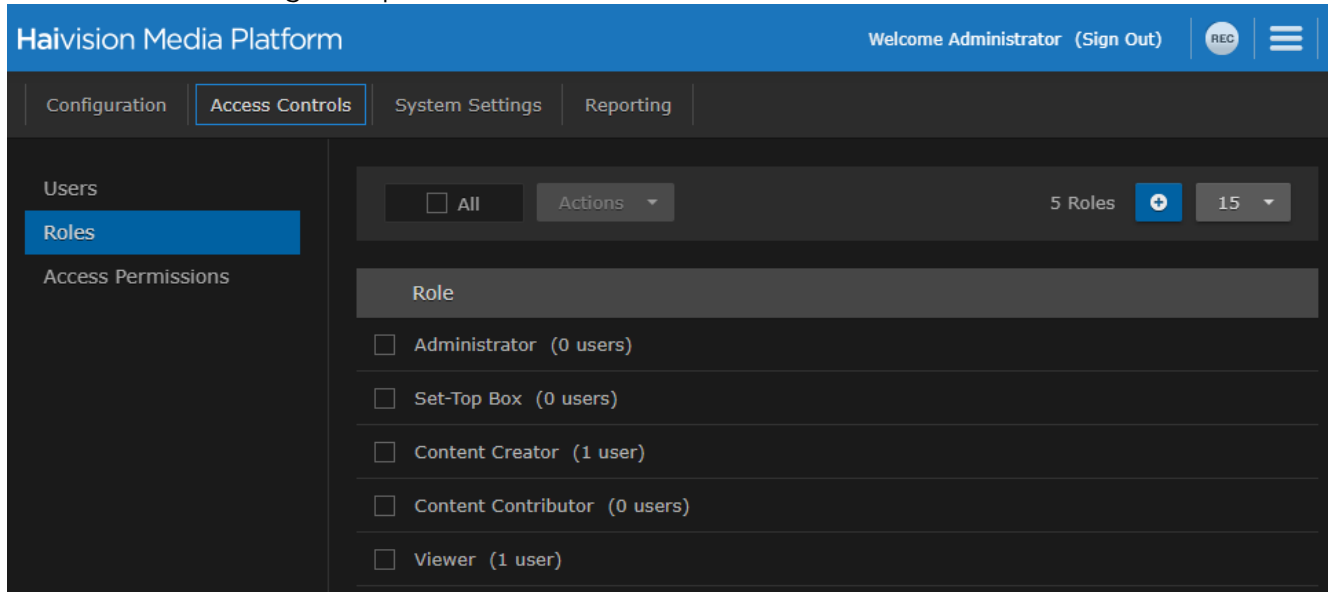 Haivision Media Platform
Welcome Administrator (Sign Out)
REC
Configuration
Access Controls
System Settings
Reporting
Users
Roles
Access Permissions
All
Actions
5 Roles
15
Role
Administrator (0 users)
Set-Top Box (0 users)
Content Creator (1 user)
Content Contributor (0 users)
Viewer (1 user)